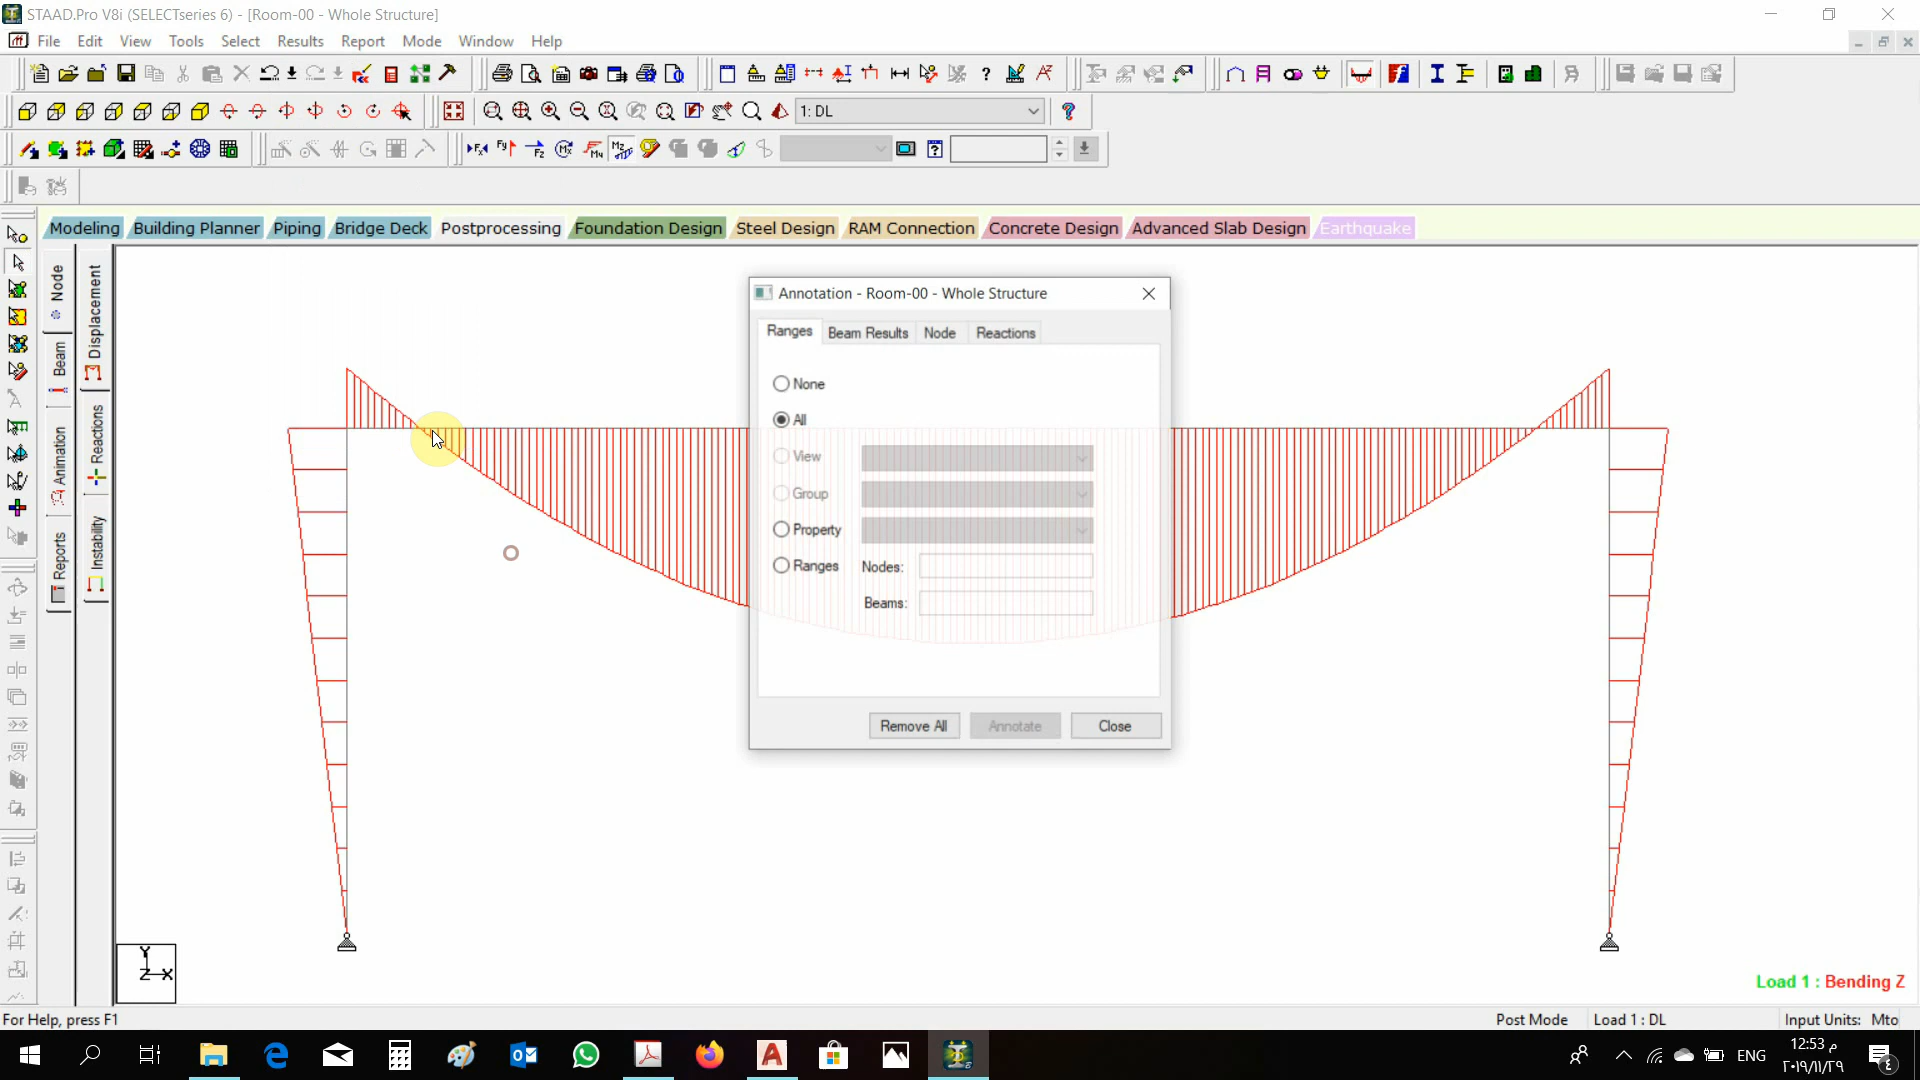 STAAD.Pro V8i (SELECTseries 6) - [Room-00 - Whole Structure]
File Edit View Tools Select Results Report Mode Window Help
1: DL
Modeling Building Planner Piping Bridge Deck Postprocessing Foundation Design Steel Design RAM Connection Concrete Design Advanced Slab Design Earthquake
Node
Beam
Animation
Reports
Displacement
Reactions
Instability
Annotation - Room-00 - Whole Structure
Ranges Beam Results Node Reactions
None
All
View
Group
Property
Ranges Nodes:
Beams:
Remove All Annotate Close
Y
Z X
Load 1 : Bending Z
For Help, press F1 Post Mode Load 1 : DL Input Units: Mto
ENG
12:53 م
٢٠١٩/١١/٢٩
٤